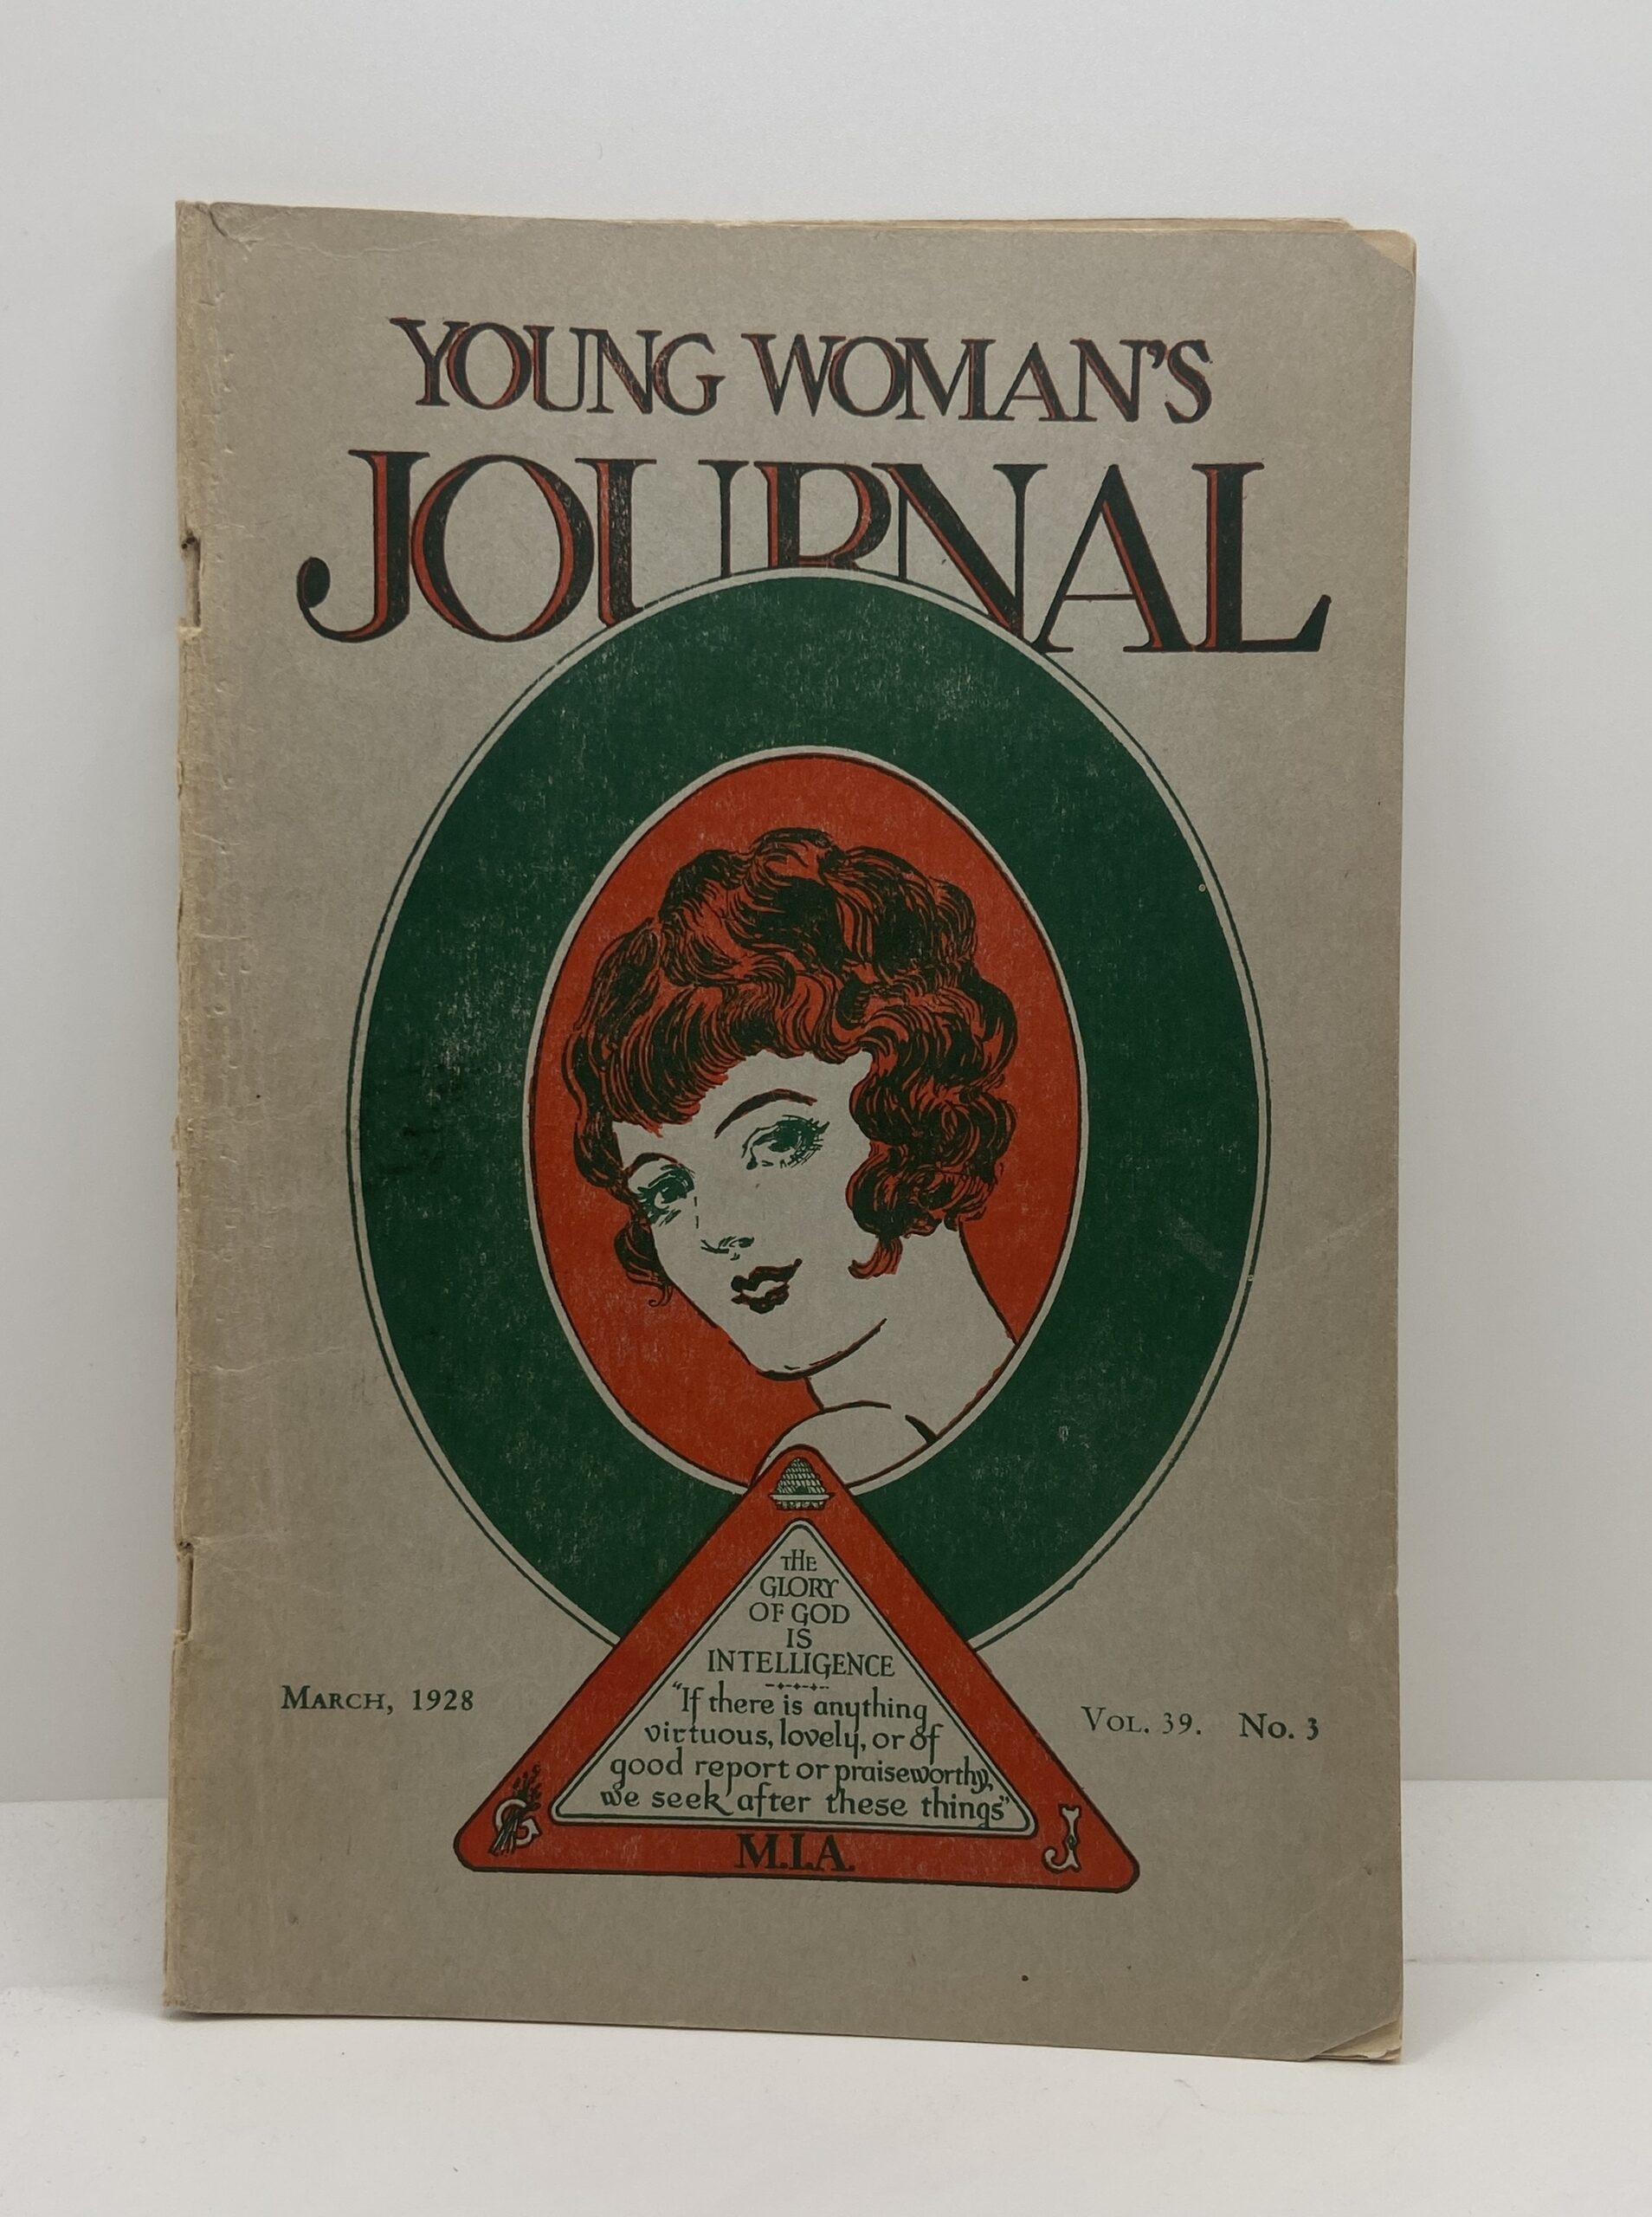 YOUNG WOMAN'S
JOURNAL
THE
GLORY
OF GOD
IS
INTELLIGENCE
"If there is anything
virtuous, lovely, or of
good report or praiseworthy,
we seek after these things"
MARCH, 1928
VOL. 39. No. 3
G
J
M.I.A.